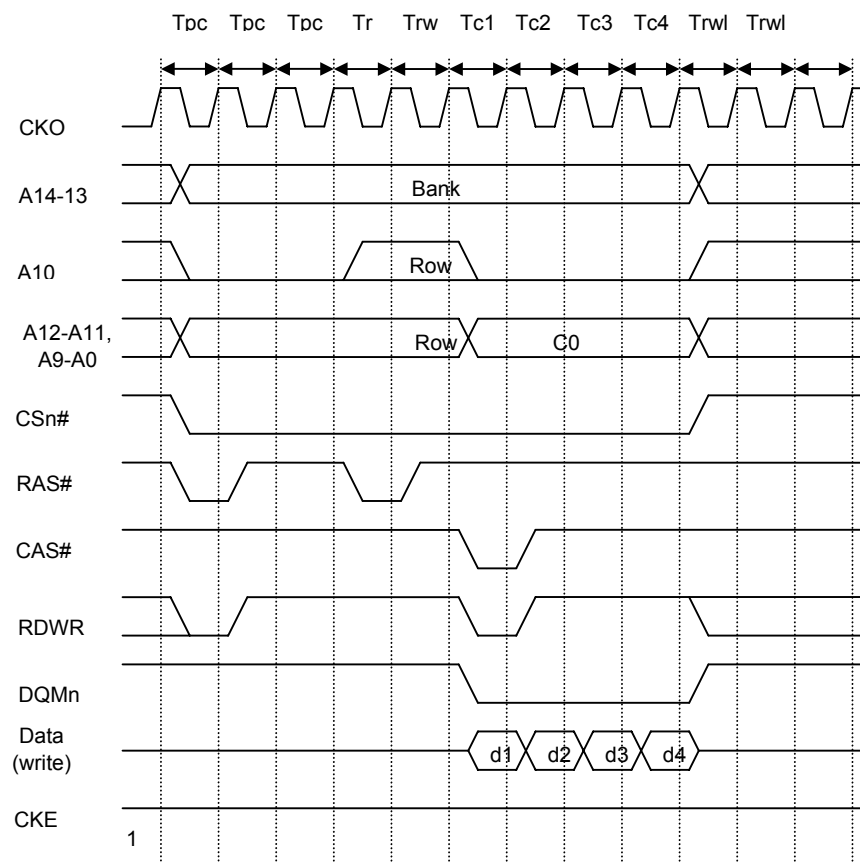 Tpc Tpc Tpc Tr Trw Tc1 Tc2 Tc3 Tc4 Trwl Trwl
CKO
A14-13
Bank
A10
Row
A12-A11,
A9-A0
Row
C0
CSn#
RAS#
CAS#
RDWR
DQMn
Data
(write)
d1 d2 d3 d4
CKE
1